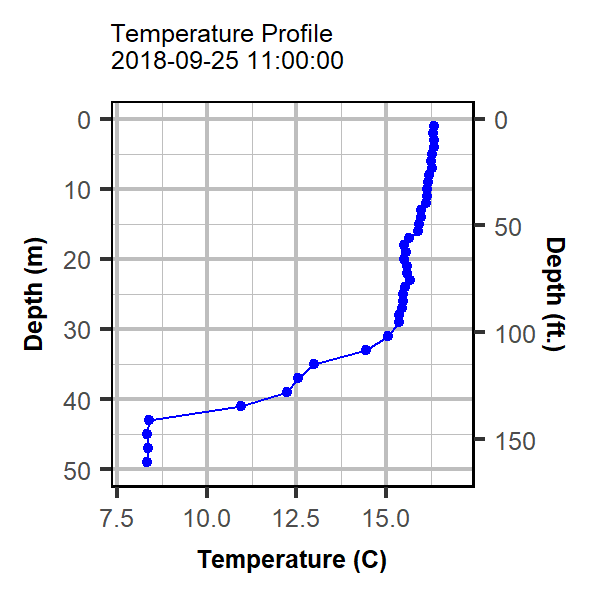 Temperature Profile
2018-09-25 11:00:00
0
10
20
30
40
50
Depth (m)
0
50
100
150
Depth (ft.)
7.5 10.0 12.5 15.0
Temperature (C)